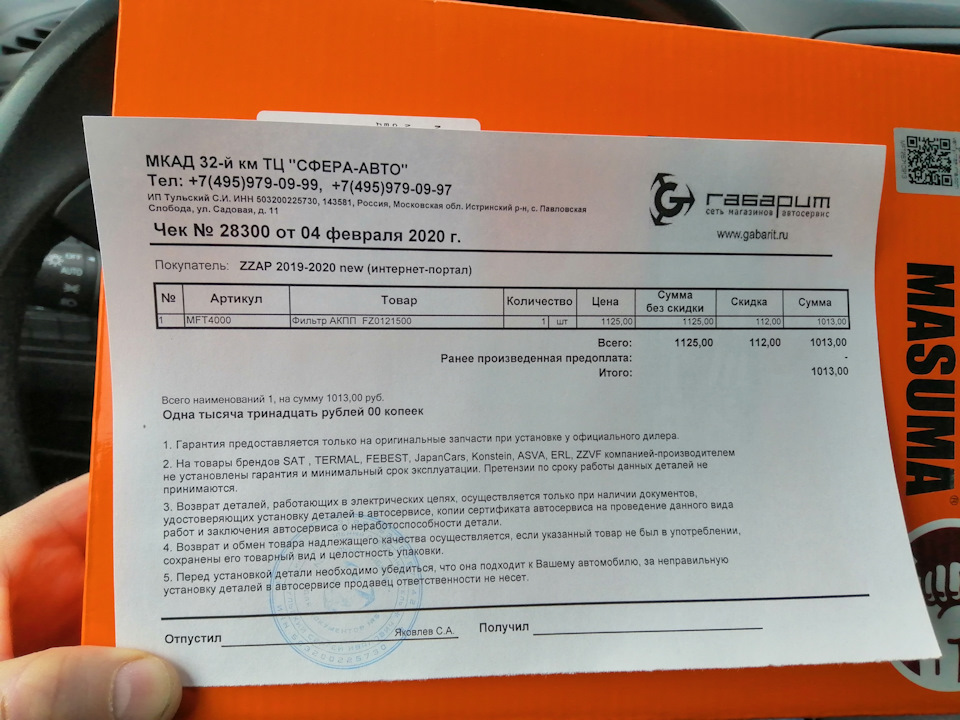 МКАД 32-й км ТЦ "СФЕРА-АВТО"
Тел: +7(495)979-09-99, +7(495)979-09-97
ИП Тульский С.И. ИНН 503200225730, 143581, Россия, Московская обл. Истринский р-н, с. Павловская
Слобода, ул. Садовая, д. 11
габарит
сеть магазинов автосервис
www.gabarit.ru
Чек № 28300 от 04 февраля 2020 г.
Покупатель: ZZAP 2019-2020 new (интернет-портал)
№ Артикул Товар Количество Цена Сумма без скидки Скидка Сумма
1 MFT4000 Фильтр АКПП FZ0121500 1 шт 1125,00 1125,00 112,00 1013,00
Всего: 1125,00 112,00 1013,00
Ранее произведенная предоплата: -
Итого: 1013,00
Всего наименований 1, на сумму 1013,00 руб.
Одна тысяча тринадцать рублей 00 копеек
1. Гарантия предоставляется только на оригинальные запчасти при установке у официального дилера.
2. На товары брендов SAT , TERMAL, FEBEST, JapanCars, Konstein, ASVA, ERL, ZZVF компанией-производителем
не установлены гарантия и минимальный срок эксплуатации. Претензии по сроку работы данных деталей не
принимаются.
3. Возврат деталей, работающих в электрических цепях, осуществляется только при наличии документов,
удостоверяющих установку деталей в автосервисе, копии сертификата автосервиса на проведение данного вида
работ и заключения автосервиса о неработоспособности детали.
4. Возврат и обмен товара надлежащего качества осуществляется, если указанный товар не был в употреблении,
сохранены его товарный вид и целостность упаковки.
5. Перед установкой детали необходимо убедиться, что она подходит к Вашему автомобилю, за неправильную
установку деталей в автосервисе продавец ответственности не несет.
Отпустил Яковлев С.А. Получил
MASUMA®
OFF
AUTO